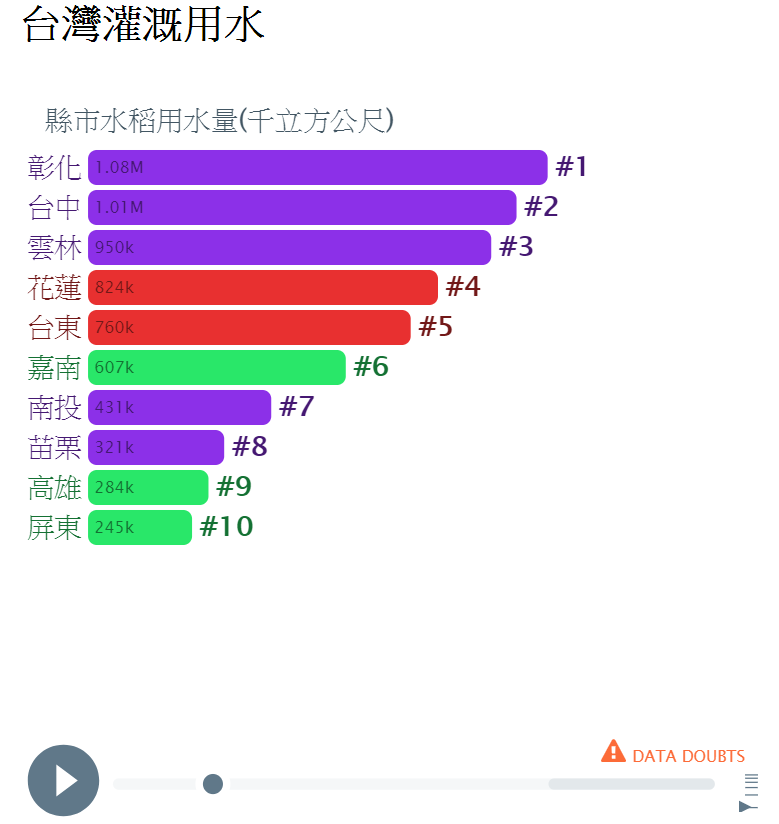 台灣灌溉用水
縣市水稻用水量(千立方公尺)
彰化 1.08M #1
台中 1.01M #2
雲林 950k #3
花蓮 824k #4
台東 760k #5
嘉南 607k #6
南投 431k #7
苗栗 321k #8
高雄 284k #9
屏東 245k #10
DATA DOUBTS